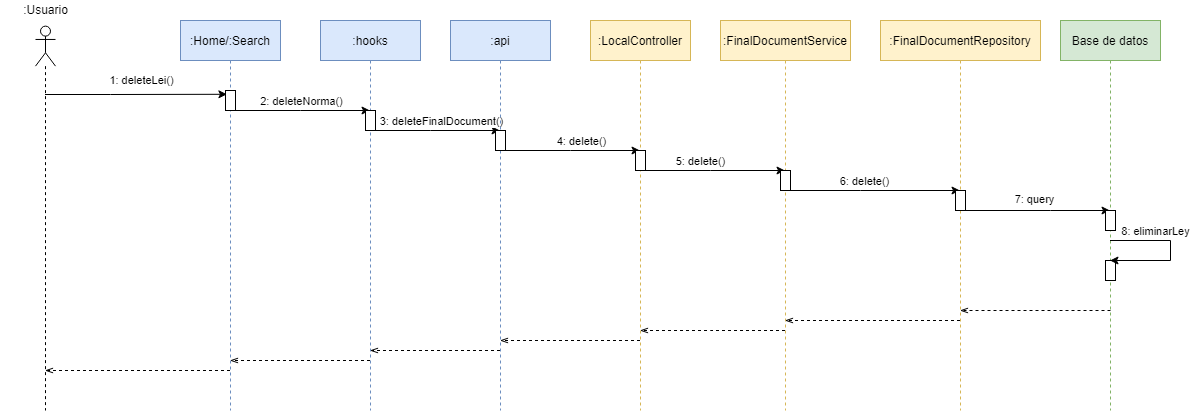 :Usuario
:Home/:Search
:hooks
:api
:LocalController
:FinalDocumentService
:FinalDocumentRepository
Base de datos
1: deleteLei()
2: deleteNorma()
3: deleteFinalDocument()
4: delete()
5: delete()
6: delete()
7: query
8: eliminarLey